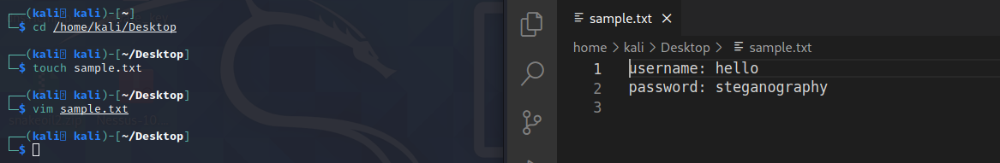 ┌──(kali㉿ kali)-[~]
└─$ cd /home/kali/Desktop
┌──(kali㉿ kali)-[~/Desktop]
└─$ touch sample.txt
┌──(kali㉿ kali)-[~/Desktop]
└─$ vim sample.txt
┌──(kali㉿ kali)-[~/Desktop]
└─$
sample.txt ×
home > kali > Desktop > sample.txt
1 username: hello
2 password: steganography
3